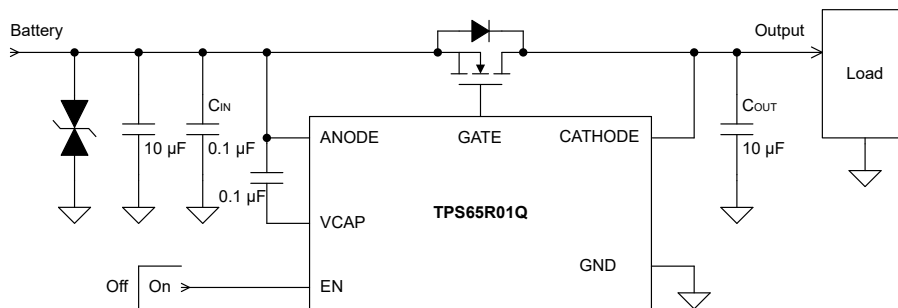 Battery
Output
Load
CIN
COUT
10 µF
0.1 µF
10 µF
0.1 µF
ANODE
GATE
CATHODE
VCAP
TPS65R01Q
GND
EN
Off
On